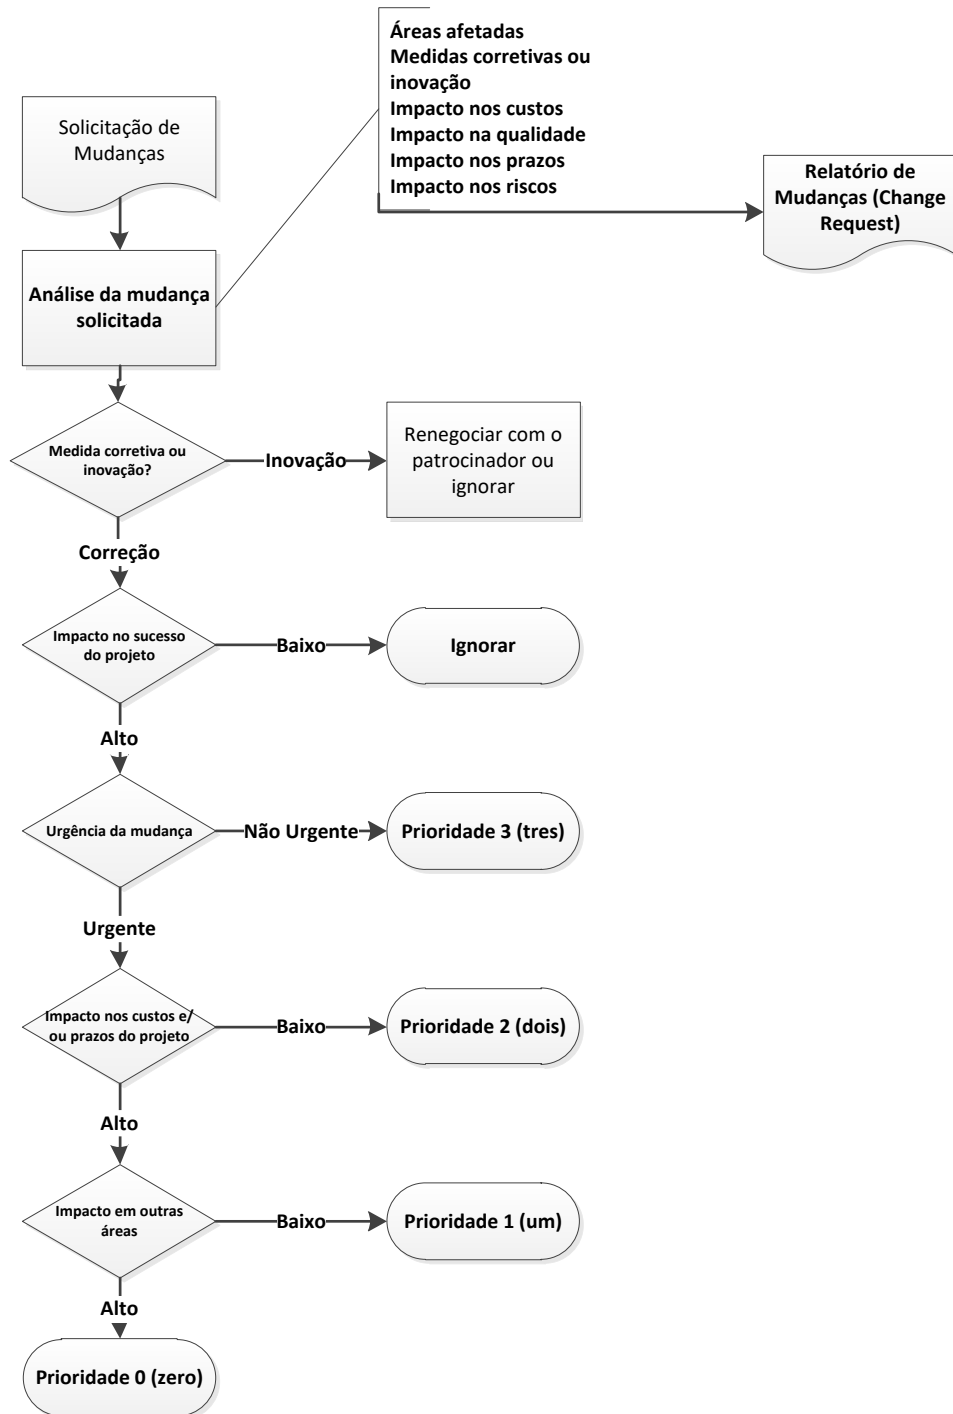 Áreas afetadas
Medidas corretivas ou
inovação
Impacto nos custos
Impacto na qualidade
Impacto nos prazos
Impacto nos riscos
Solicitação de
Mudanças
Relatório de
Mudanças (Change
Request)
Análise da mudança
solicitada
Medida corretiva ou
inovação?
Inovação
Renegociar com o
patrocinador ou
ignorar
Correção
Impacto no sucesso
do projeto
Baixo
Ignorar
Alto
Urgência da mudança
Não Urgente
Prioridade 3 (tres)
Urgente
Impacto nos custos e/
ou prazos do projeto
Baixo
Prioridade 2 (dois)
Alto
Impacto em outras
áreas
Baixo
Prioridade 1 (um)
Alto
Prioridade 0 (zero)